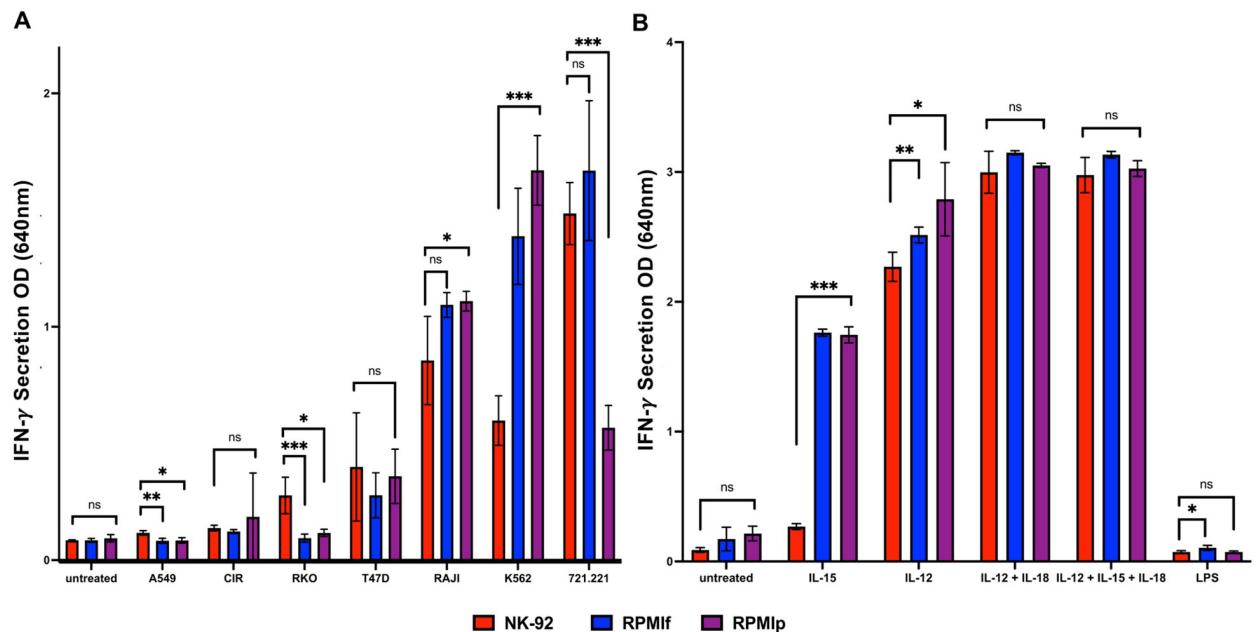 A
IFN-γ Secretion OD (640nm)
2
1
0
ns
**
*
ns
***
*
ns
ns
*
***
ns
***
untreated A549 CIR RKO T47D RAJI K562 721.221
B
IFN-γ Secretion OD (640nm)
4
3
2
1
0
ns
***
**
*
ns
ns
*
ns
untreated IL-15 IL-12 IL-12 + IL-18 IL-12 + IL-15 + IL-18 LPS
NK-92 RPMIf RPMIp